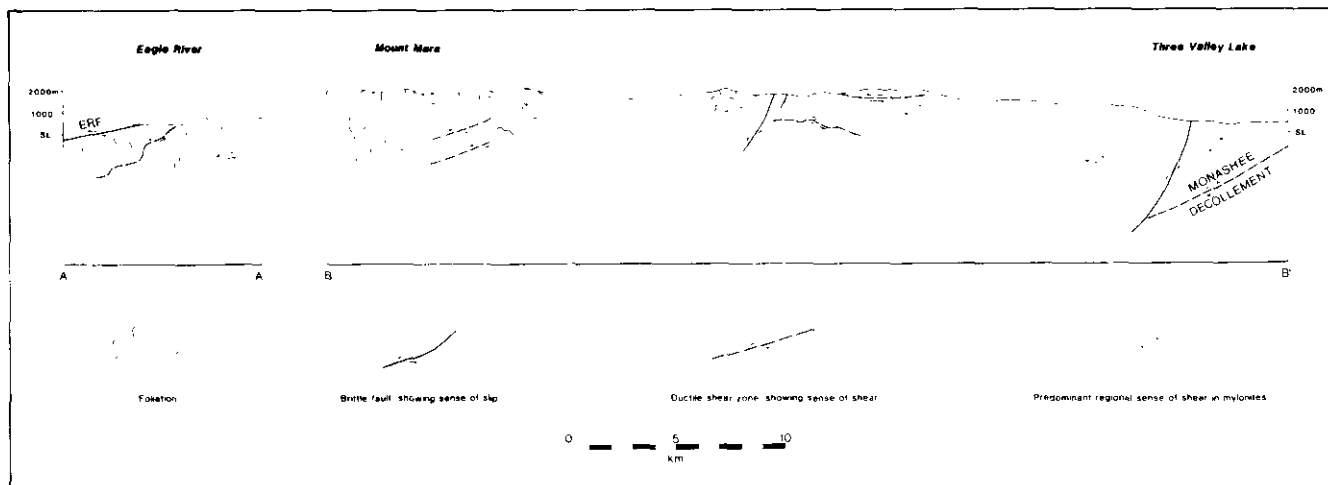 Eagle River
Mount Mara
Three Valley Lake
2000m
1000
SL
ERF
2000m
1000
SL
MONASHEE
DECOLLEMENT
A
A'
B
B'
Foliation
Brittle fault showing sense of slip
Ductile shear zone showing sense of shear
Predominant regional sense of shear in mylonites
0 5 10
km